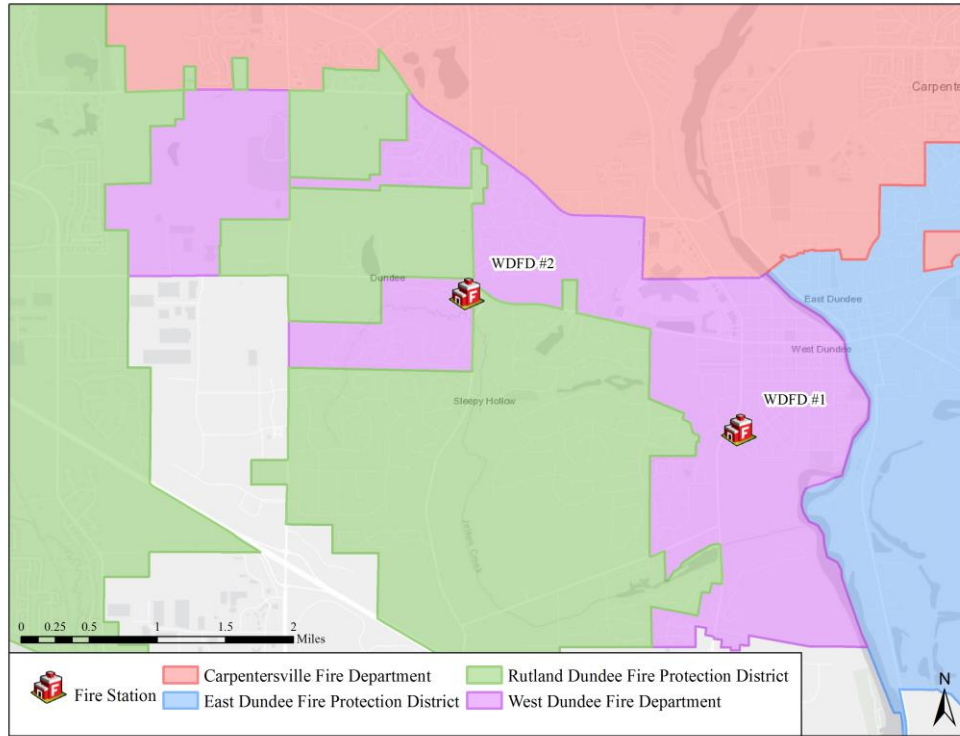 Carpente
WDFD #2
Dundee
East Dundee
West Dundee
WDFD #1
Sleepy Hollow
Jelkes Creek
0 0.25 0.5 1 1.5 2
Miles
Fire Station
Carpentersville Fire Department
Rutland Dundee Fire Protection District
East Dundee Fire Protection District
West Dundee Fire Department
N